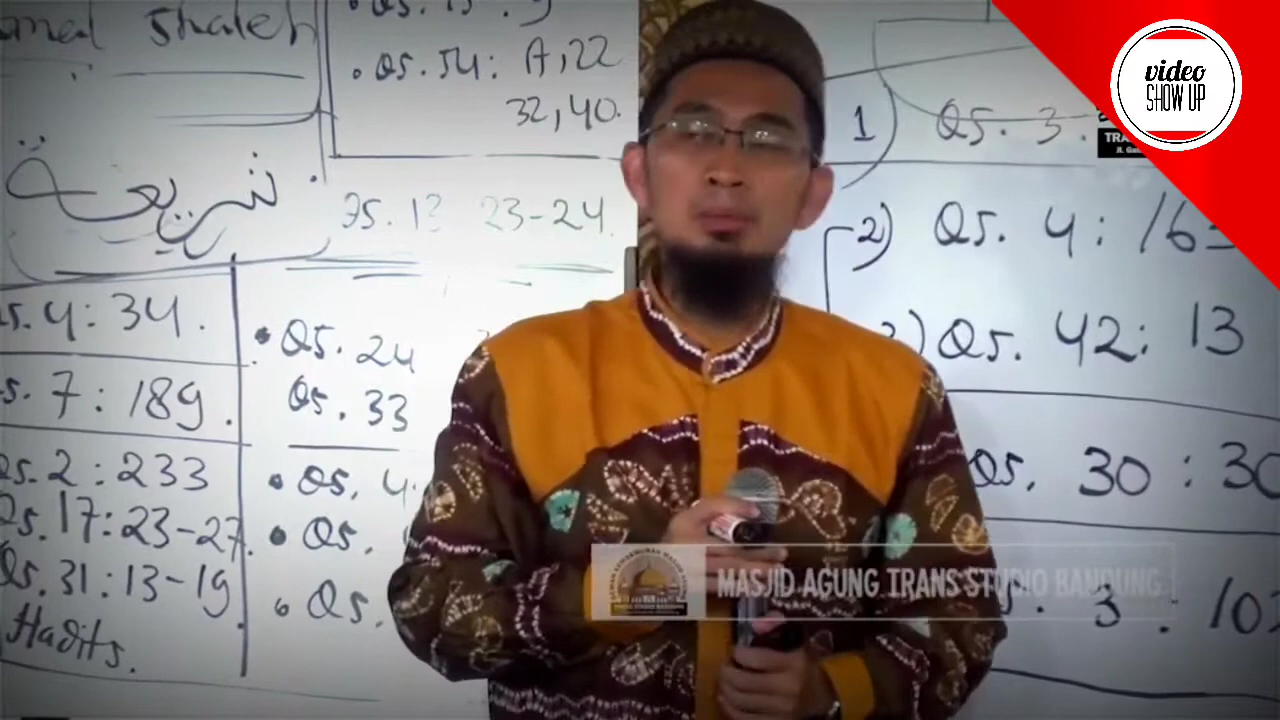 amal shaleh
شريعة
Qs. 4: 34.
Qs. 7: 189.
Qs. 2: 233
Qs. 17: 23-27.
Qs. 31: 13-19
Hadits.
• Qs. 54: 17,22
32,40.
Qs. 13 23-24.
• Qs. 24
Qs. 33
• Qs. 4
• Qs.
• Qs.
1) Qs. 3.
2) Qs. 4: 163
3) Qs. 42: 13
Qs. 30: 30
3: 10
video
SHOW UP
MASJID AGUNG TRANS STUDIO BANDUNG